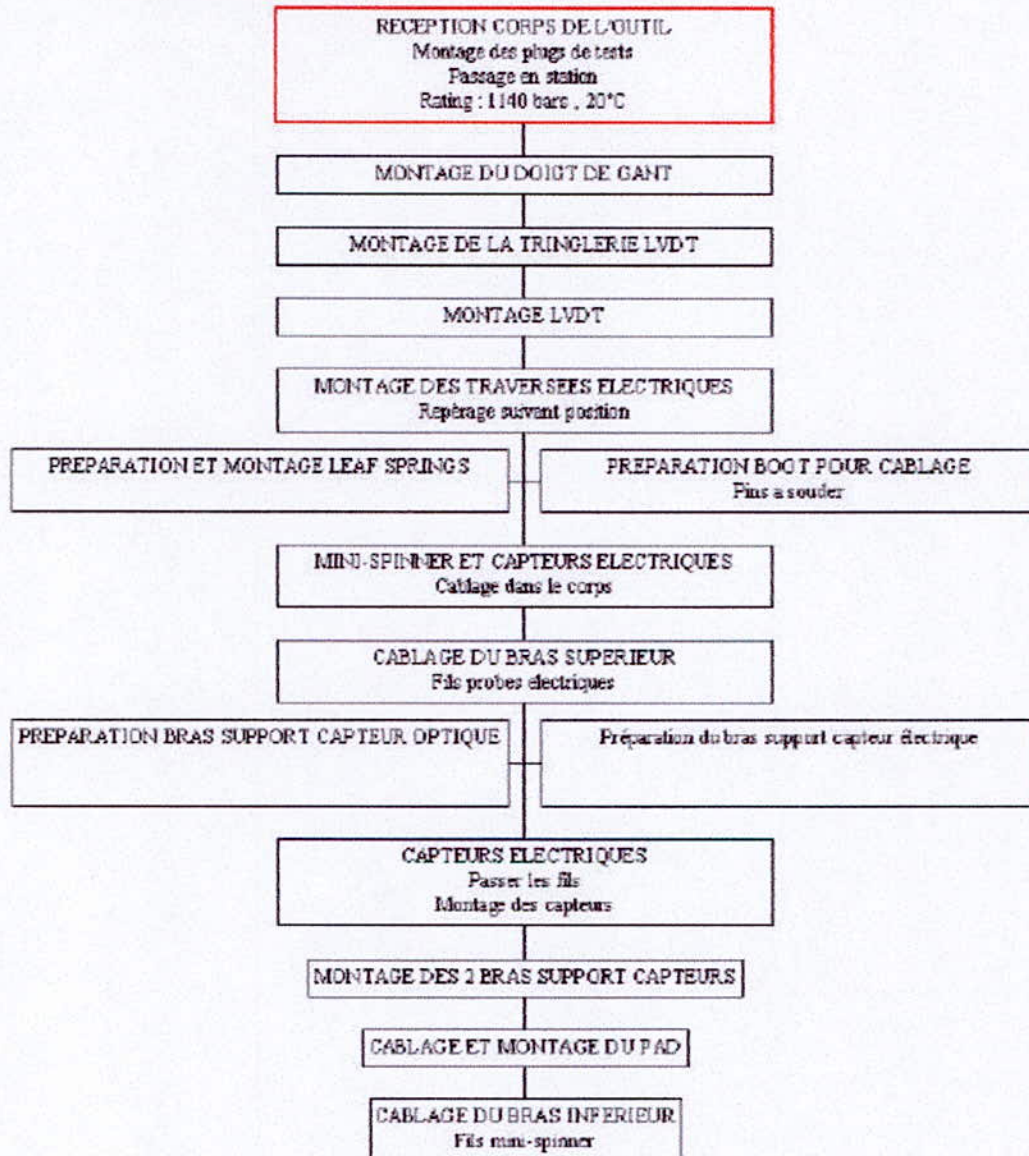 RECEPTION CORPS DE L'OUTIL
Montage des plugs de tests
Passage en station
Rating : 1140 bars , 20°C
MONTAGE DU DOIGT DE GANT
MONTAGE DE LA TRINGLERIE LVDT
MONTAGE LVDT
MONTAGE DES TRAVERSEES ELECTRIQUES
Repérage suivant position
PREPARATION ET MONTAGE LEAF SPRINGS
PREPARATION BOOT POUR CABLAGE
Pins a souder
MINI-SPINNER ET CAPTEURS ELECTRIQUES
Cablage dans le corps
CABLAGE DU BRAS SUPERIEUR
Fils probes electriques
PREPARATION BRAS SUPPORT CAPTEUR OPTIQUE
Préparation du bras support capteur électrique
CAPTEURS ELECTRIQUES
Passer les fils
Montage des capteurs
MONTAGE DES 2 BRAS SUPPORT CAPTEURS
CABLAGE ET MONTAGE DU PAD
CABLAGE DU BRAS INFERIEUR
Fils mini-spinner